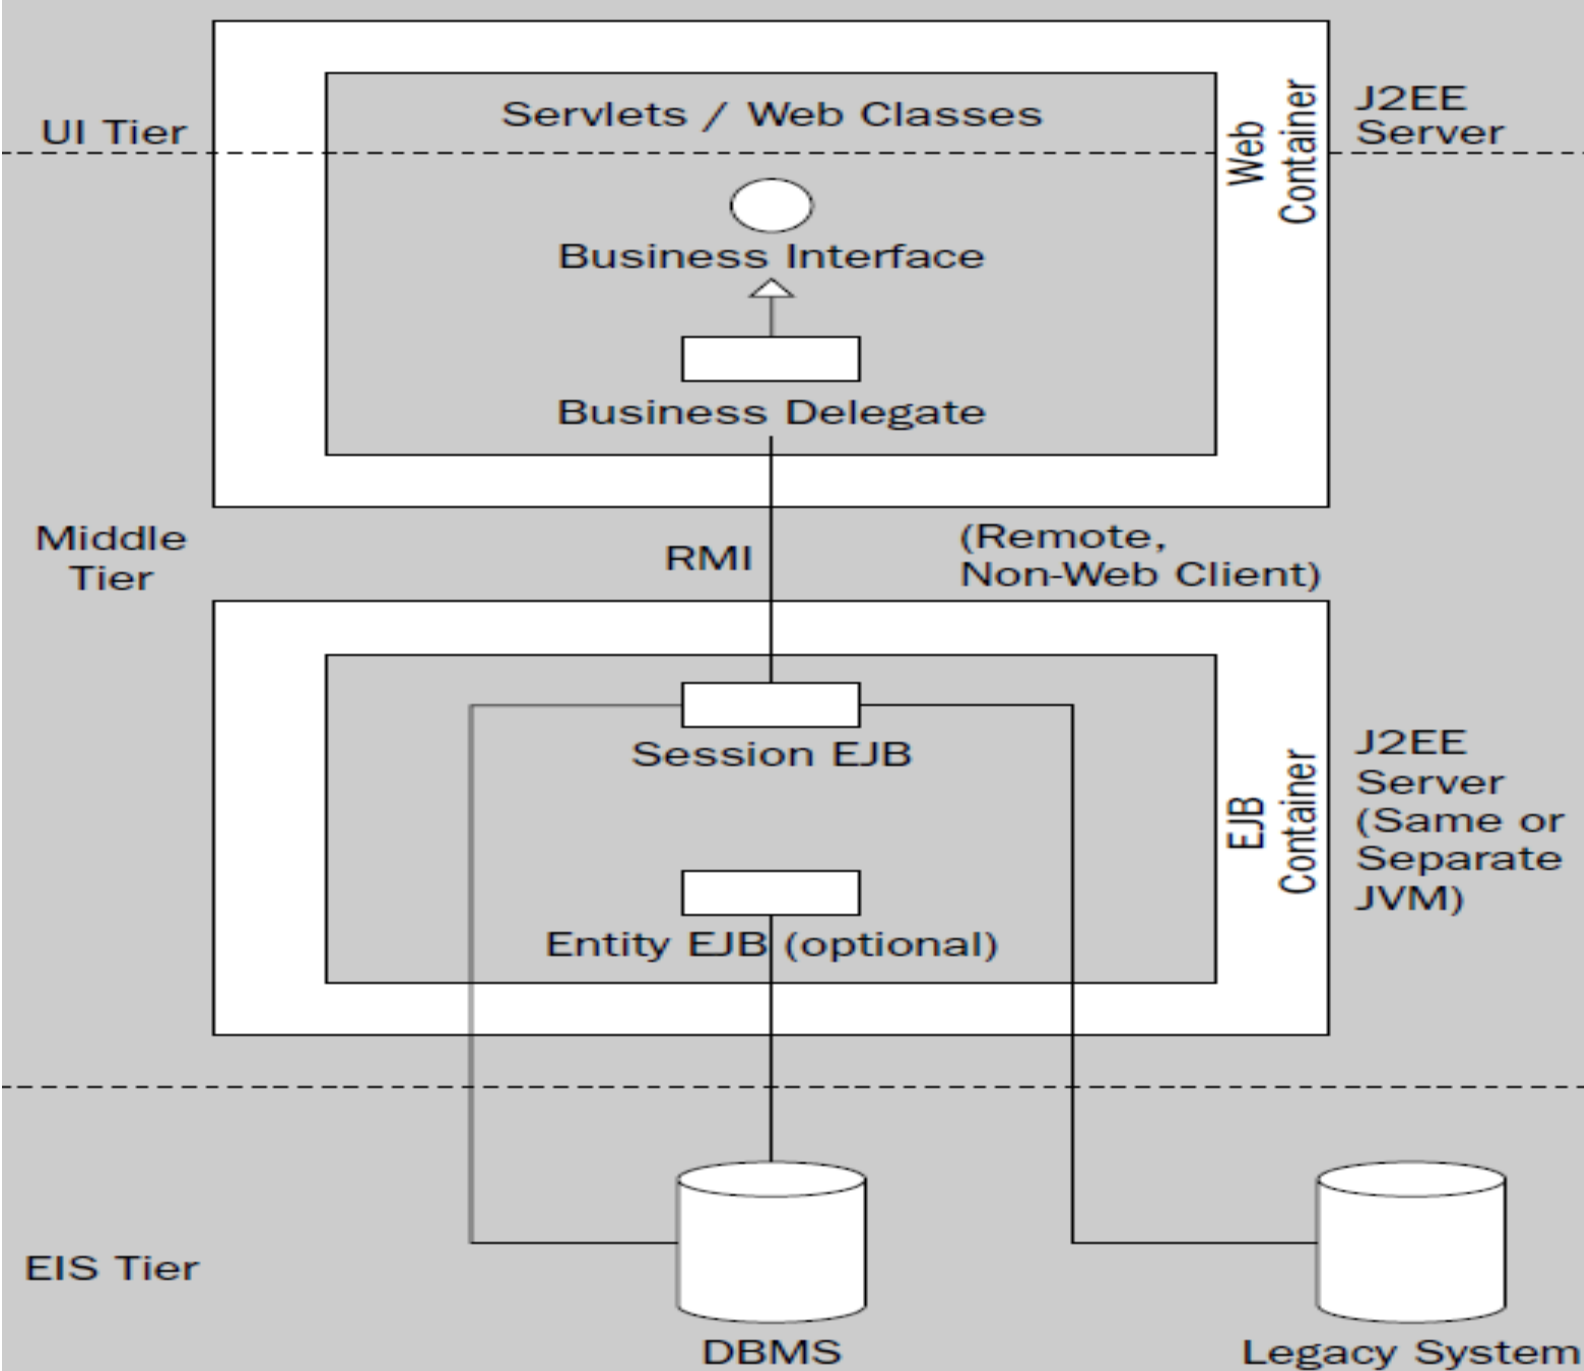 Servlets / Web Classes
UI Tier
J2EE
Server
Web
Container
Business Interface
Business Delegate
Middle
Tier
RMI
(Remote,
Non-Web Client)
Session EJB
EJB
Container
J2EE
Server
(Same or
Separate
JVM)
Entity EJB (optional)
EIS Tier
DBMS
Legacy System